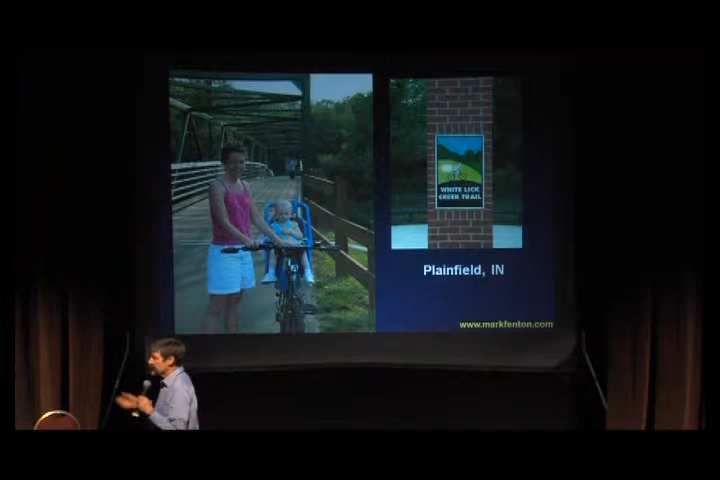 WHITE LICK
CREEK TRAIL
Plainfield, IN
www.markfenton.com